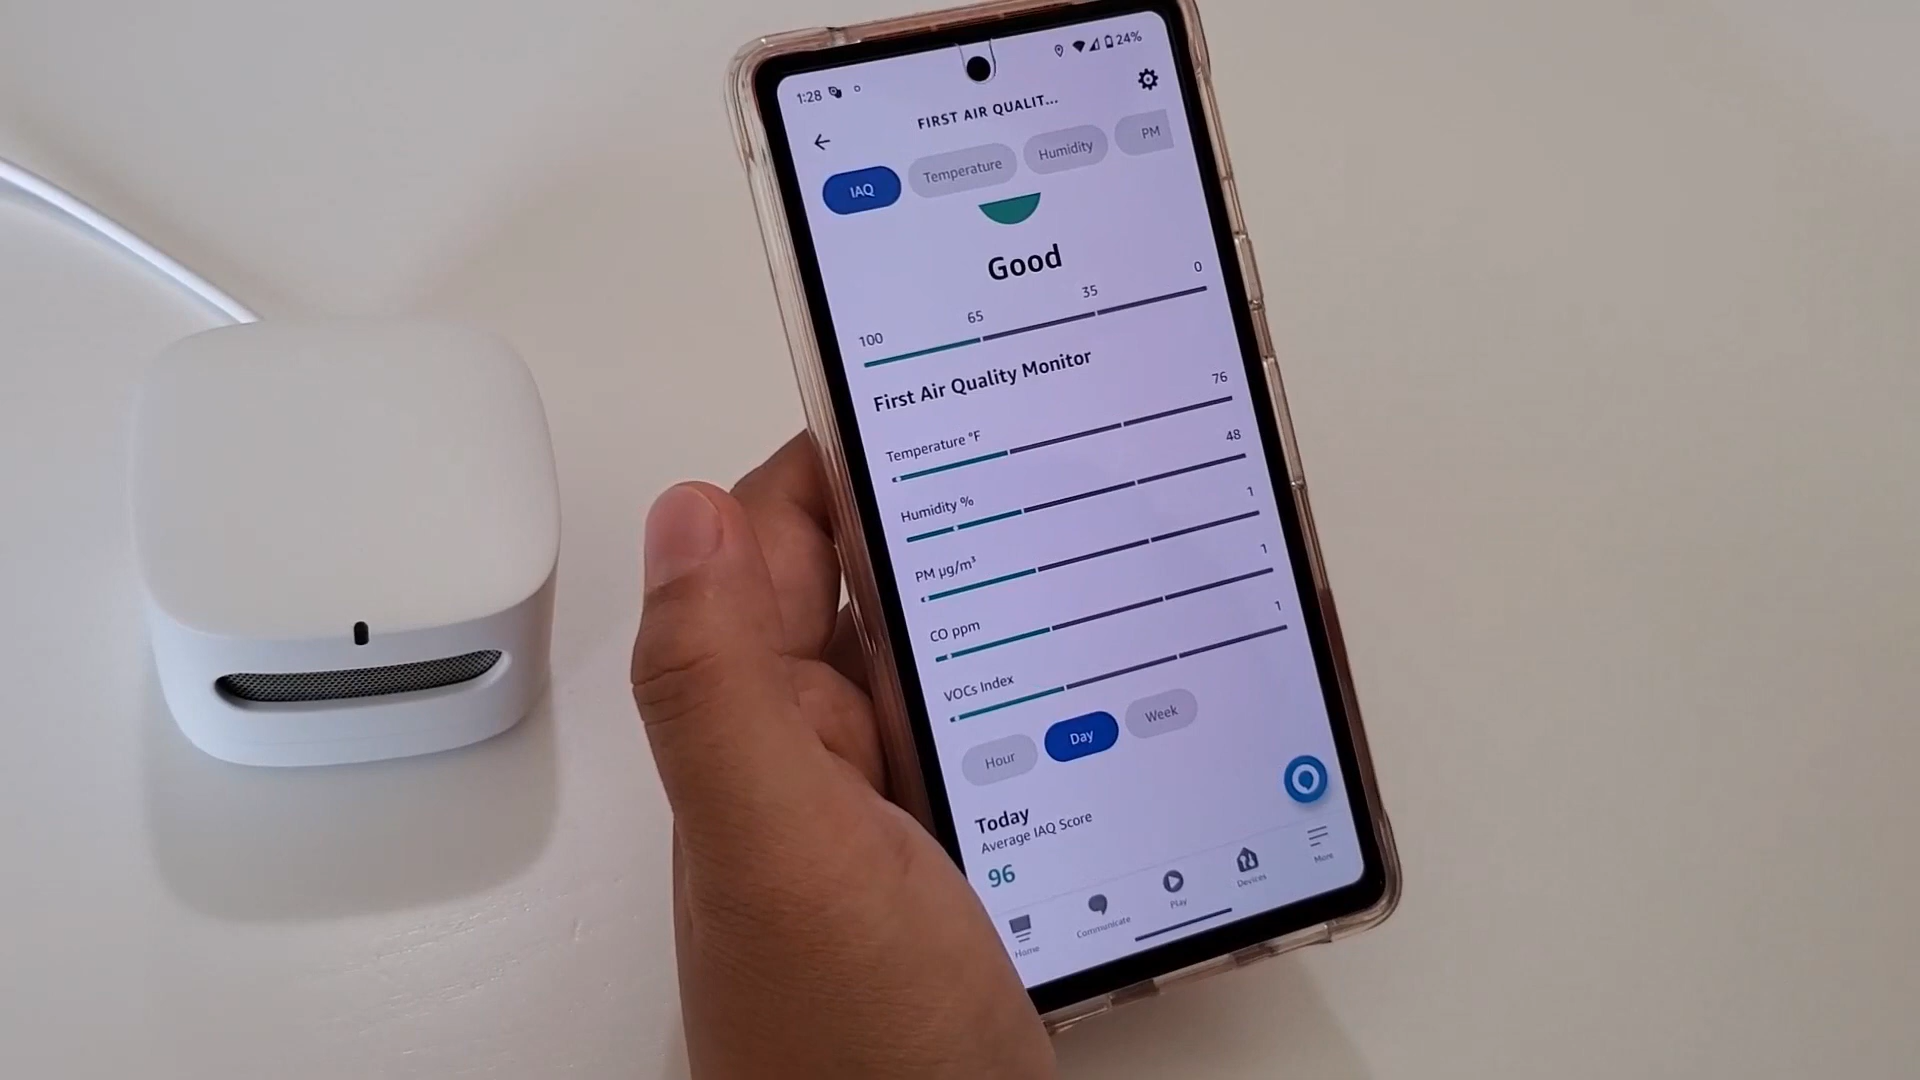 1:28
24%
FIRST AIR QUALIT...
IAQ
Temperature
Humidity
PM
Good
100
65
35
0
First Air Quality Monitor
Temperature °F
76
Humidity %
48
PM µg/m³
1
CO ppm
1
VOCs Index
1
Hour
Day
Week
Today
Average IAQ Score
96
Home
Communicate
Play
Devices
More